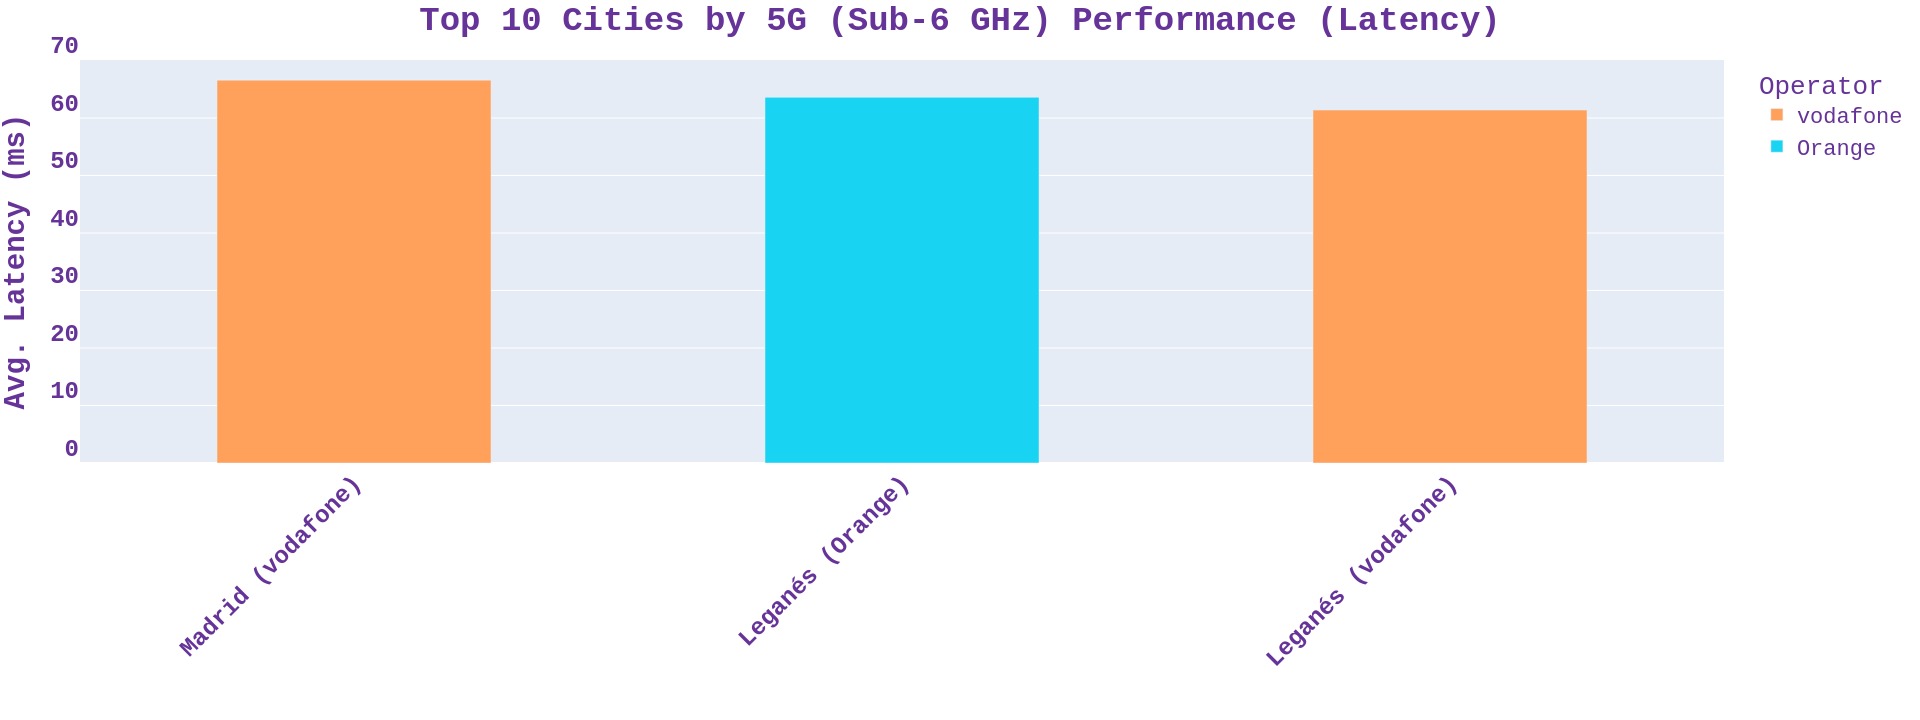 Top 10 Cities by 5G (Sub-6 GHz) Performance (Latency)
Avg. Latency (ms)
70
60
50
40
30
20
10
0
Madrid (vodafone)
Leganés (Orange)
Leganés (vodafone)
Operator
vodafone
Orange